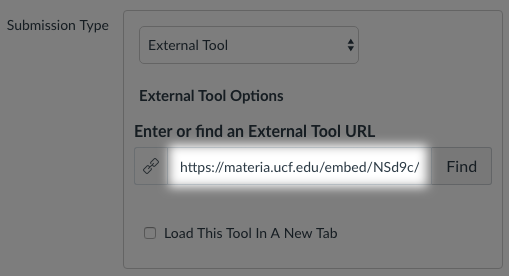 Submission Type
External Tool
External Tool Options
Enter or find an External Tool URL
https://materia.ucf.edu/embed/NSd9c/ Find
Load This Tool In A New Tab